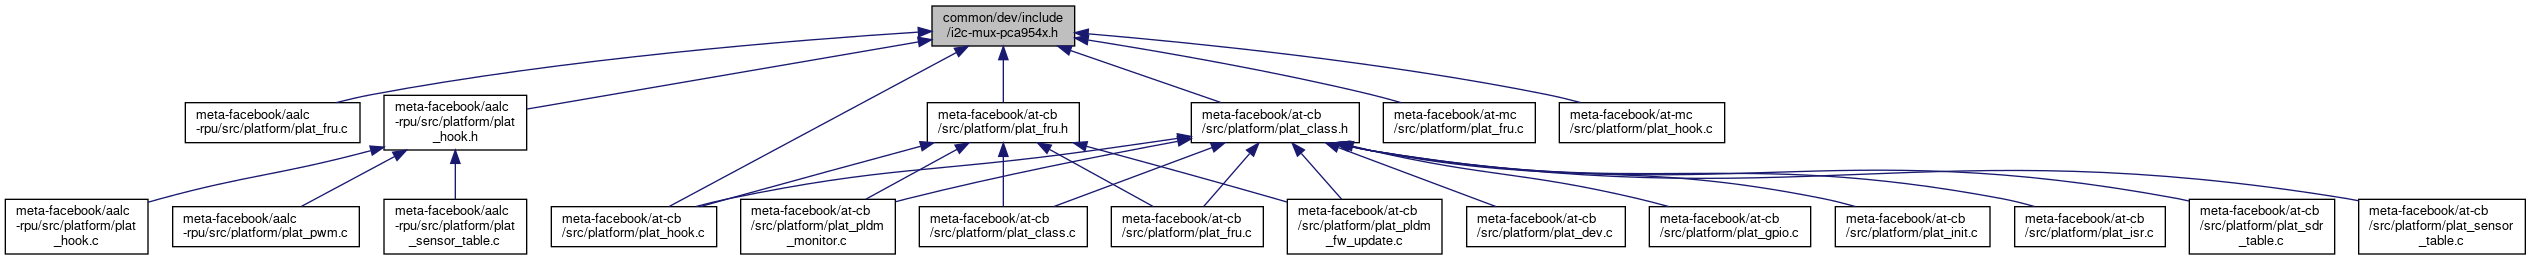 common/dev/include
/i2c-mux-pca954x.h
meta-facebook/aalc
-rpu/src/platform/plat_fru.c
meta-facebook/aalc
-rpu/src/platform/plat
_hook.h
meta-facebook/at-cb
/src/platform/plat_fru.h
meta-facebook/at-cb
/src/platform/plat_class.h
meta-facebook/at-mc
/src/platform/plat_fru.c
meta-facebook/at-mc
/src/platform/plat_hook.c
meta-facebook/aalc
-rpu/src/platform/plat
_hook.c
meta-facebook/aalc
-rpu/src/platform/plat_pwm.c
meta-facebook/aalc
-rpu/src/platform/plat
_sensor_table.c
meta-facebook/at-cb
/src/platform/plat_hook.c
meta-facebook/at-cb
/src/platform/plat_pldm
_monitor.c
meta-facebook/at-cb
/src/platform/plat_class.c
meta-facebook/at-cb
/src/platform/plat_fru.c
meta-facebook/at-cb
/src/platform/plat_pldm
_fw_update.c
meta-facebook/at-cb
/src/platform/plat_dev.c
meta-facebook/at-cb
/src/platform/plat_gpio.c
meta-facebook/at-cb
/src/platform/plat_init.c
meta-facebook/at-cb
/src/platform/plat_isr.c
meta-facebook/at-cb
/src/platform/plat_sdr
_table.c
meta-facebook/at-cb
/src/platform/plat_sensor
_table.c